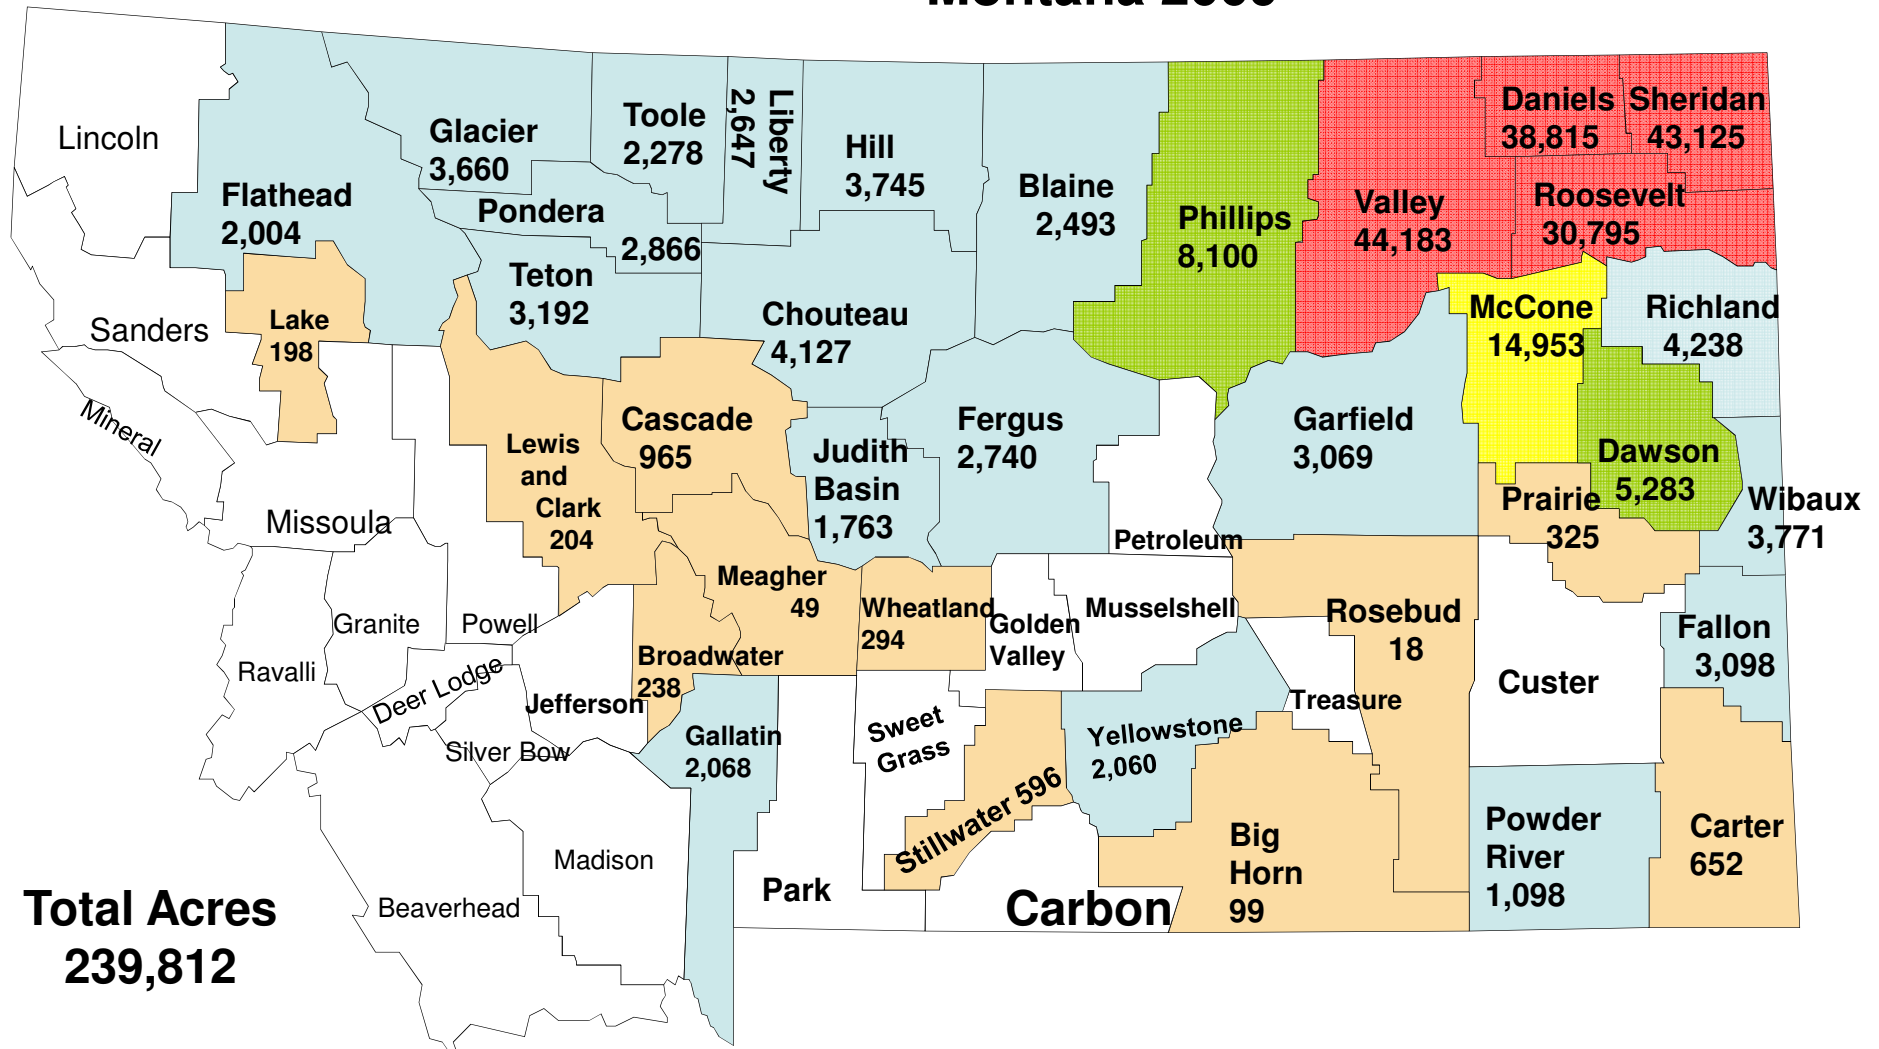 Lincoln
Flathead
2,004
Glacier
3,660
Toole
2,278
Liberty
2,647
Hill
3,745
Blaine
2,493
Phillips
8,100
Valley
44,183
Daniels
38,815
Sheridan
43,125
Roosevelt
30,795
Pondera
2,866
Teton
3,192
Chouteau
4,127
Sanders
Lake
198
McCone
14,953
Richland
4,238
Mineral
Cascade
965
Lewis
and
Clark
204
Judith
Basin
1,763
Fergus
2,740
Garfield
3,069
Dawson
5,283
Prairie
325
Wibaux
3,771
Missoula
Petroleum
Meagher
49
Wheatland
294
Golden
Valley
Musselshell
Rosebud
18
Fallon
3,098
Granite
Powell
Ravalli
Deer Lodge
Broadwater
238
Jefferson
Custer
Treasure
Silver Bow
Gallatin
2,068
Sweet
Grass
Stillwater 596
Yellowstone
2,060
Madison
Beaverhead
Park
Carbon
Big
Horn
99
Powder
River
1,098
Carter
652
Total Acres
239,812